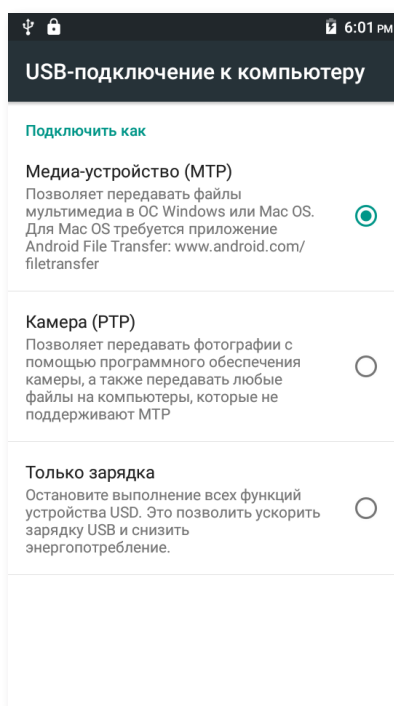 6:01 PM
USB-подключение к компьютеру
Подключить как
Медиа-устройство (MTP)
Позволяет передавать файлы
мультимедиа в ОС Windows или Mac OS.
Для Mac OS требуется приложение
Android File Transfer: www.android.com/
filetransfer
Камера (PTP)
Позволяет передавать фотографии с
помощью программного обеспечения
камеры, а также передавать любые
файлы на компьютеры, которые не
поддерживают MTP
Только зарядка
Остановите выполнение всех функций
устройства USD. Это позволить ускорить
зарядку USB и снизить
энергопотребление.